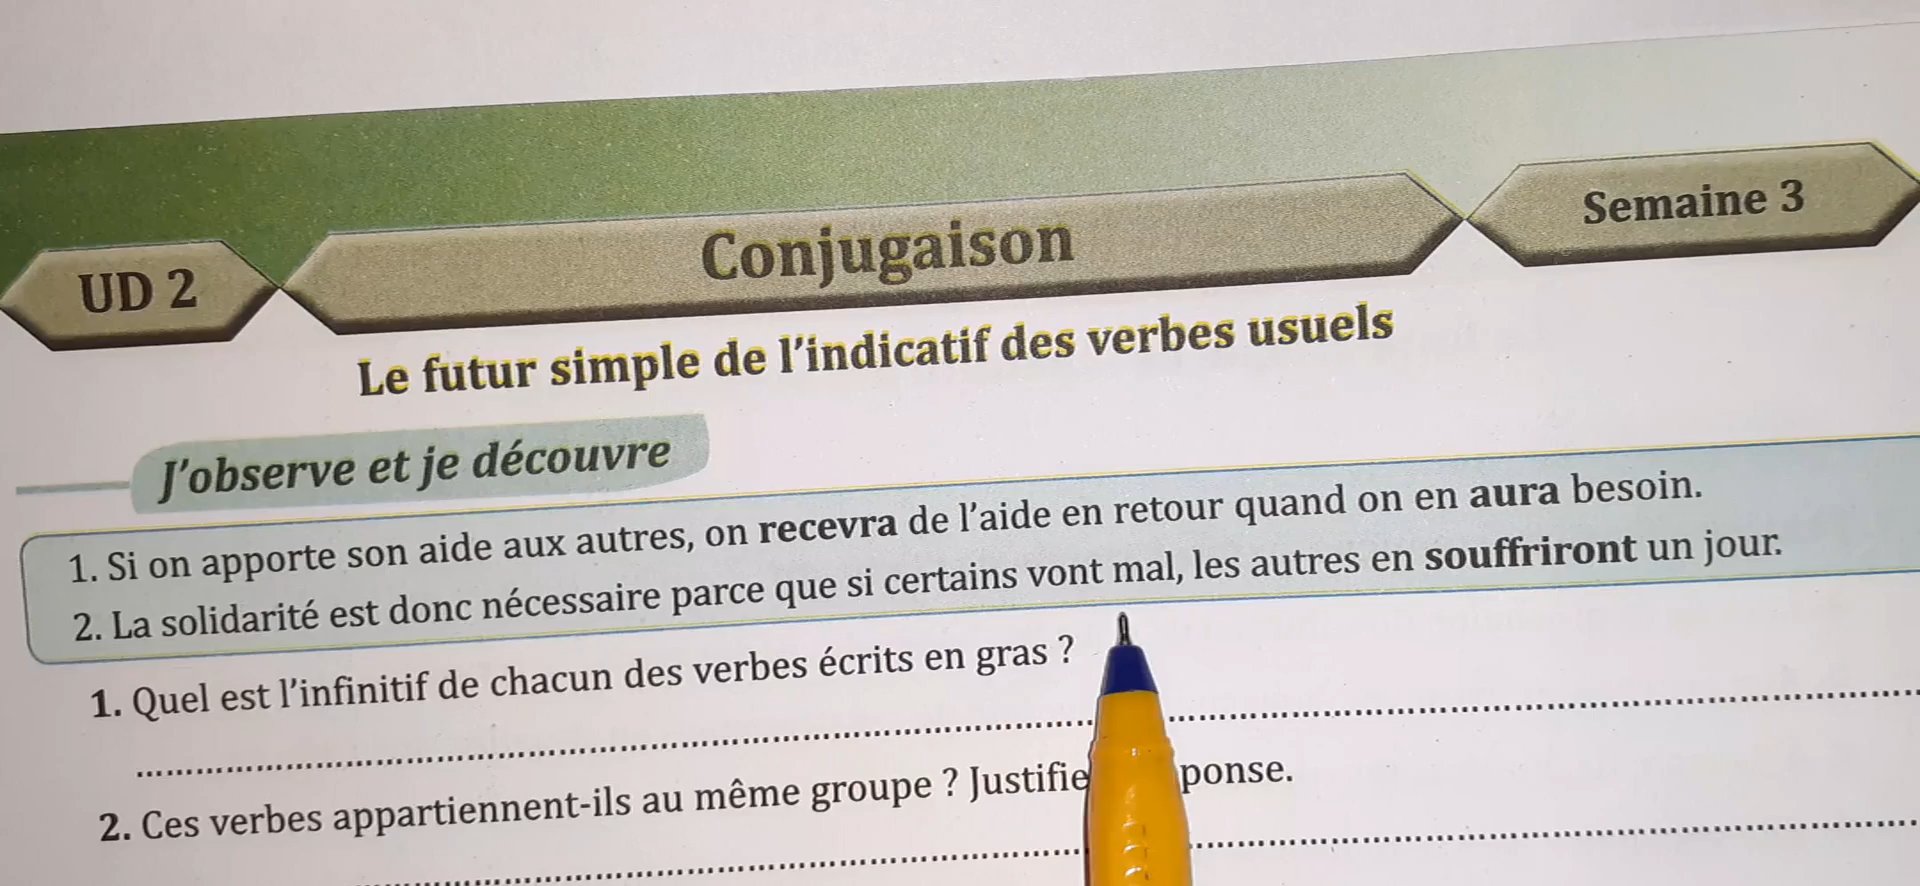 UD 2
Conjugaison
Semaine 3
Le futur simple de l'indicatif des verbes usuels
J'observe et je découvre
1. Si on apporte son aide aux autres, on recevra de l'aide en retour quand on en aura besoin.
2. La solidarité est donc nécessaire parce que si certains vont mal, les autres en souffriront un jour.
1. Quel est l'infinitif de chacun des verbes écrits en gras ?
2. Ces verbes appartiennent-ils au même groupe ? Justifie ponse.